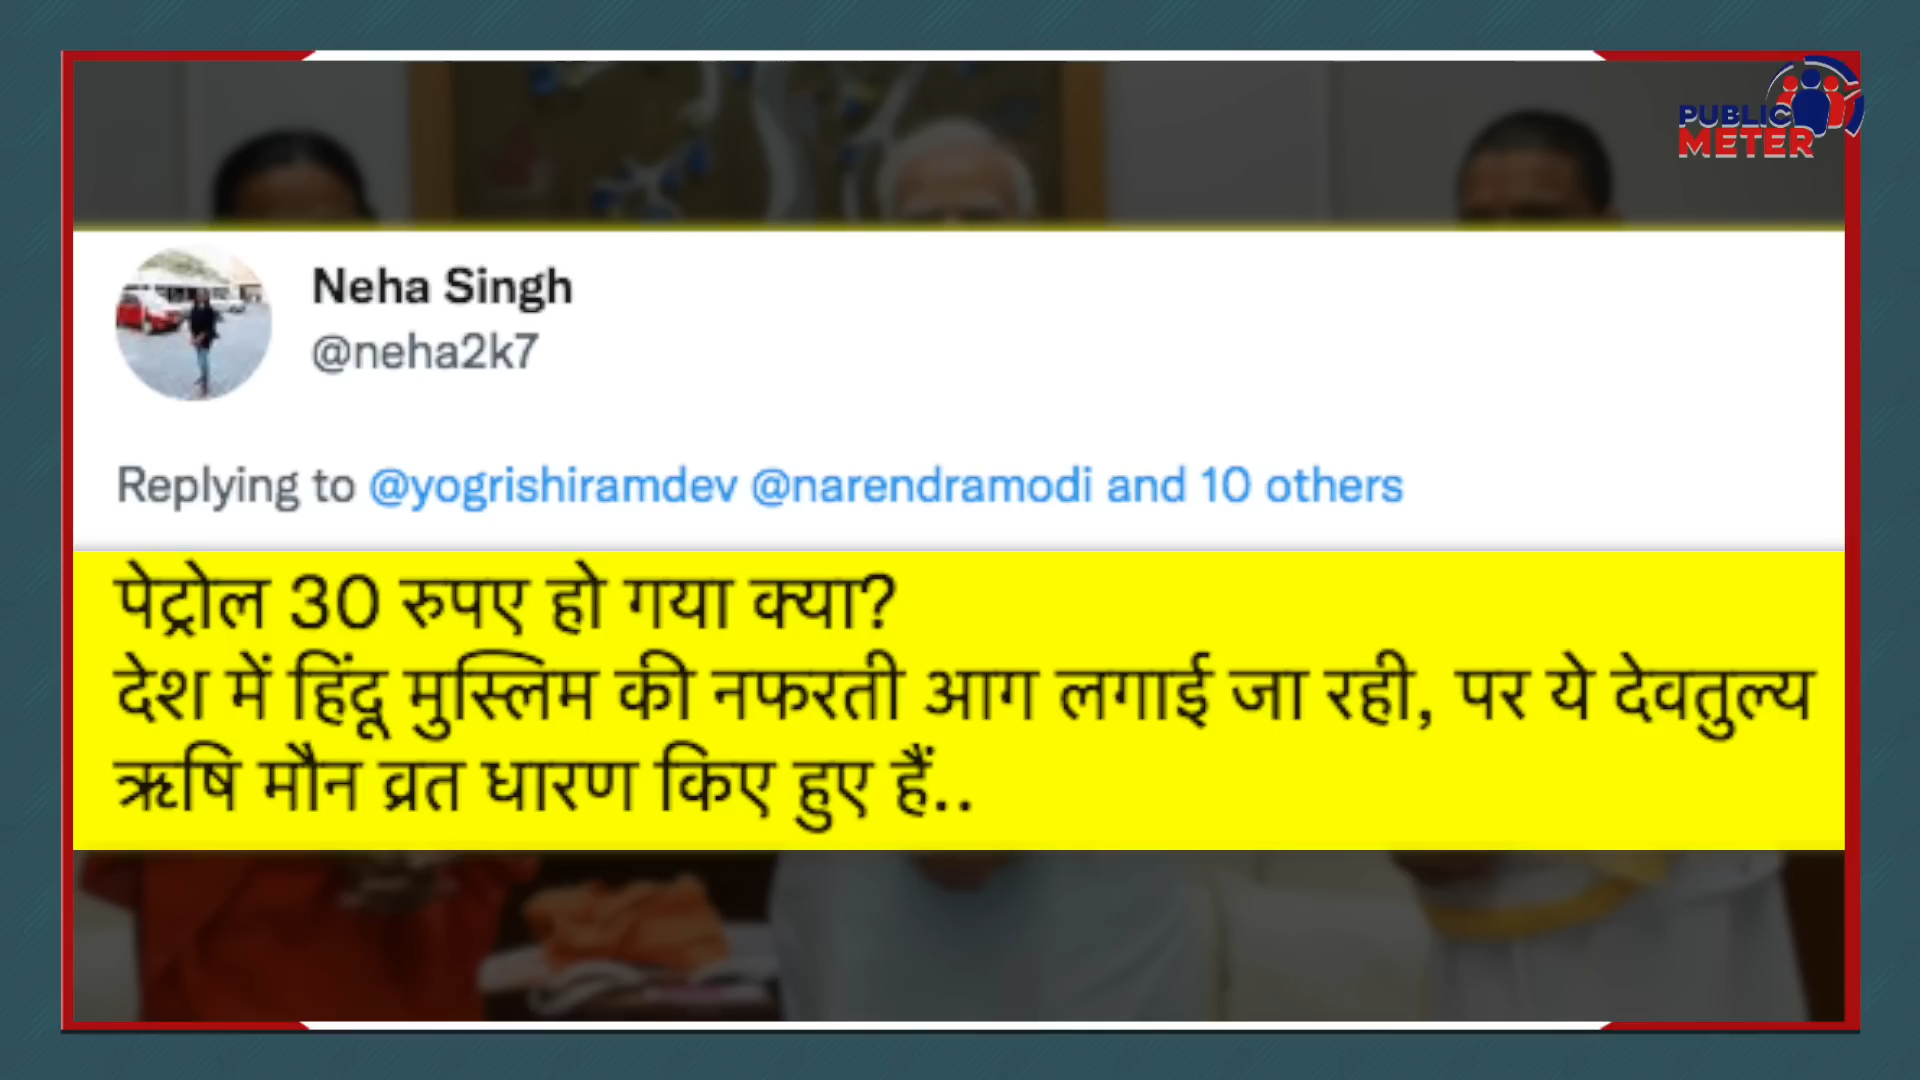 PUBLIC
METER
Neha Singh
@neha2k7
Replying to @yogrishiramdev @narendramodi and 10 others
पेट्रोल 30 रुपए हो गया क्या?
देश में हिंदू मुस्लिम की नफरती आग लगाई जा रही, पर ये देवतुल्य
ऋषि मौन व्रत धारण किए हुए हैं..